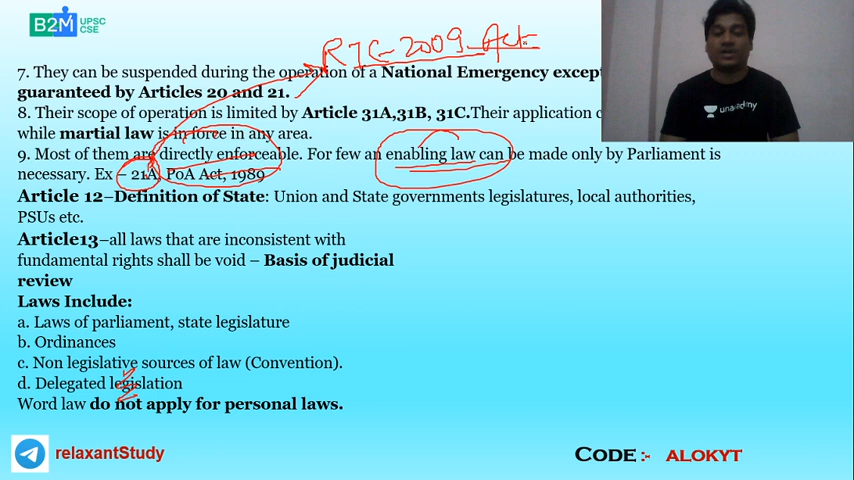 B2M UPSC CSE
RTE-2009 Act
7. They can be suspended during the operation of a National Emergency except
guaranteed by Articles 20 and 21.
8. Their scope of operation is limited by Article 31A,31B, 31C.Their application
while martial law is in force in any area.
unacademy
9. Most of them are directly enforceable. For few an enabling law can be made only by Parliament is
necessary. Ex – 21A, PoA Act, 1989
Article 12–Definition of State: Union and State governments legislatures, local authorities,
PSUs etc.
Article13–all laws that are inconsistent with
fundamental rights shall be void – Basis of judicial
review
Laws Include:
a. Laws of parliament, state legislature
b. Ordinances
c. Non legislative sources of law (Convention).
d. Delegated legislation
Word law do not apply for personal laws.
relaxantStudy
CODE :- ALOKYT